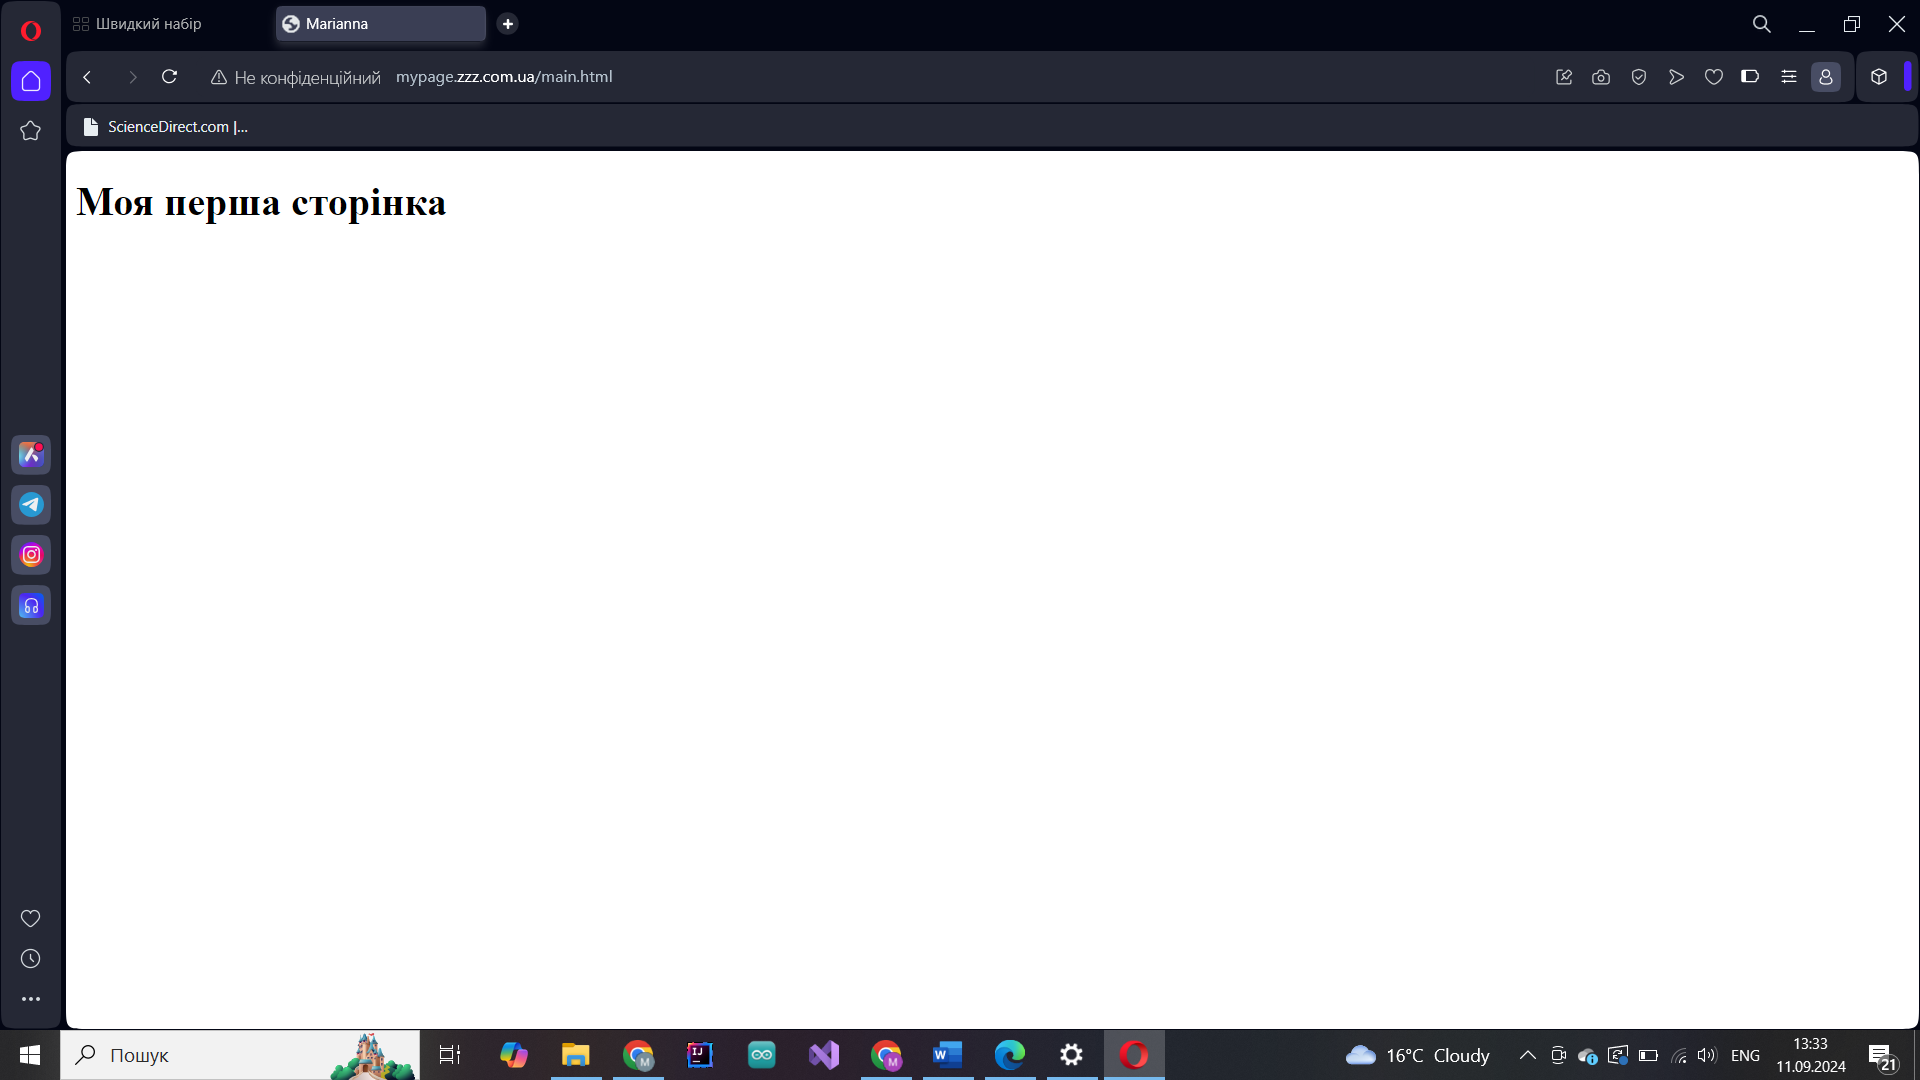 Швидкий набір
Marianna
Не конфіденційний mypage.zzz.com.ua/main.html
ScienceDirect.com |...
Моя перша сторінка
Пошук
16°C Cloudy
ENG
13:33
11.09.2024
21